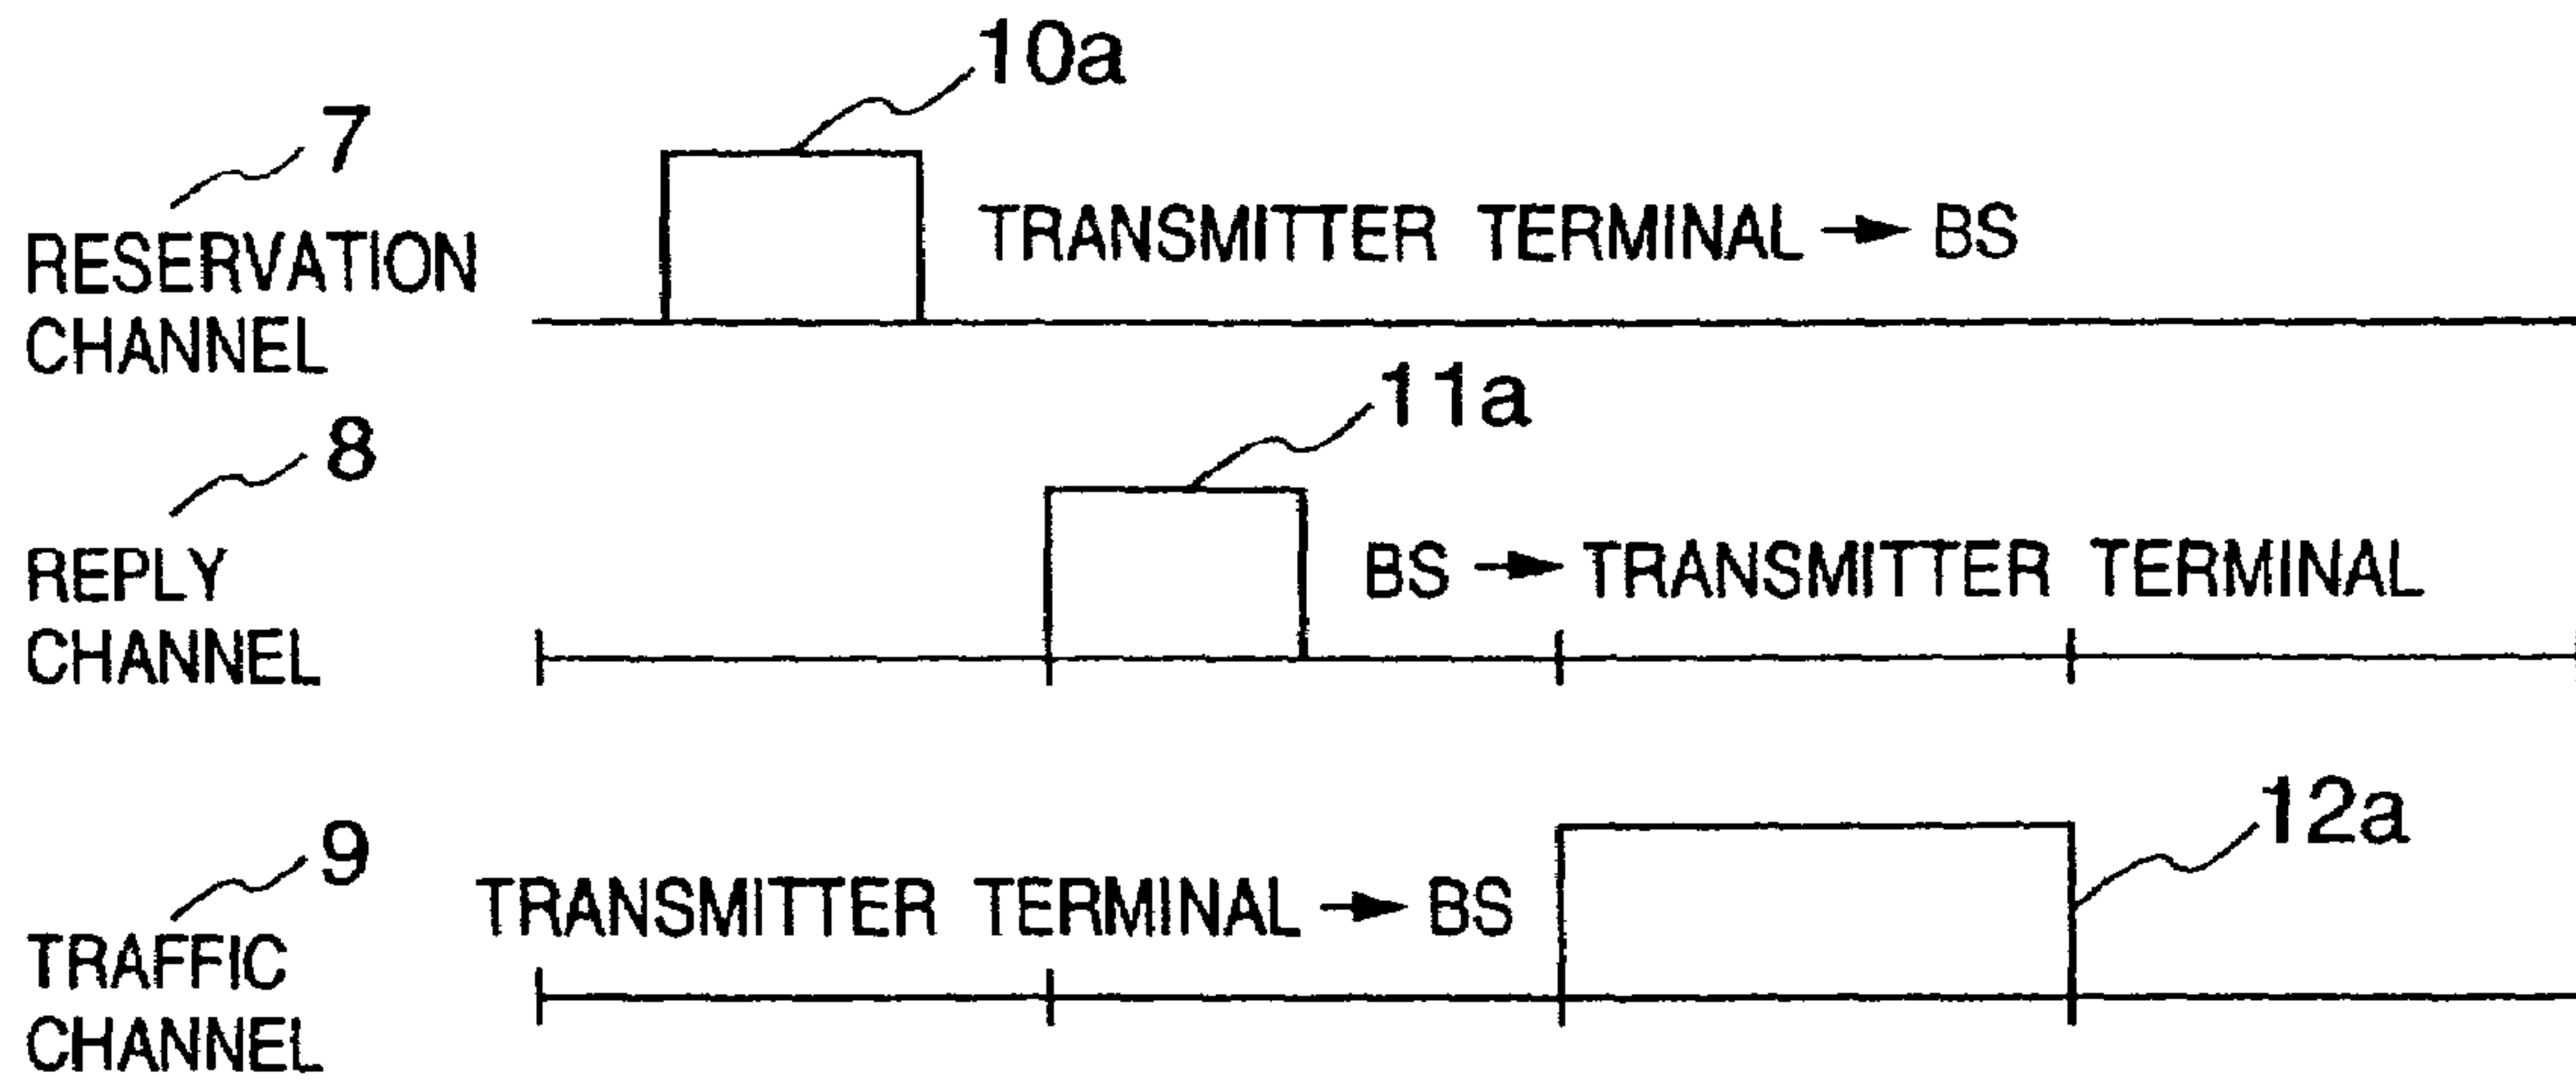 10a
7
RESERVATION
CHANNEL
TRANSMITTER TERMINAL → BS
11a
8
REPLY
CHANNEL
BS → TRANSMITTER TERMINAL
12a
9
TRAFFIC
CHANNEL
TRANSMITTER TERMINAL → BS